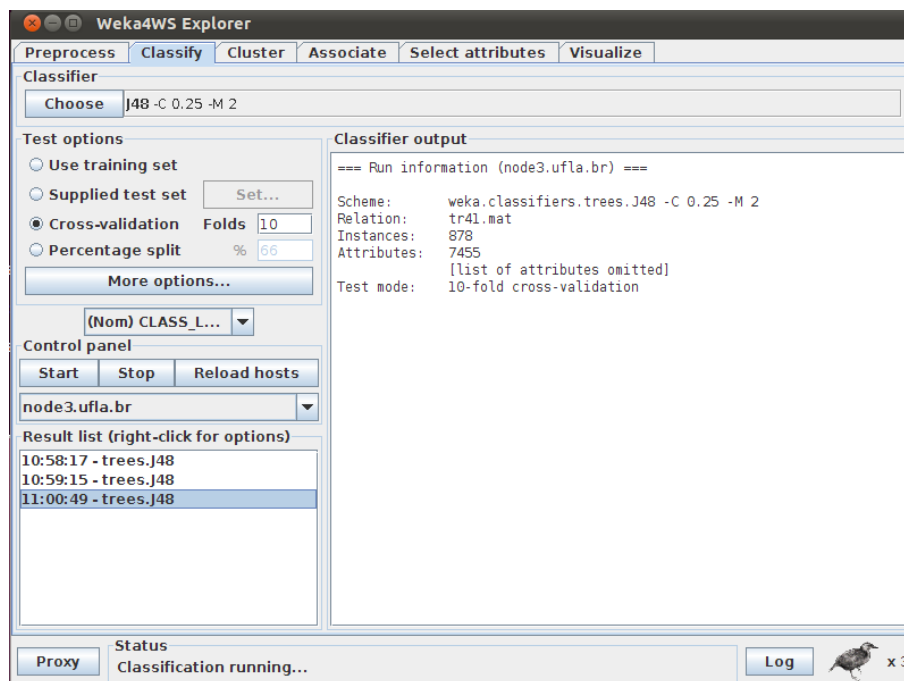 Weka4WS Explorer
Preprocess Classify Cluster Associate Select attributes Visualize
Classifier
Choose J48 -C 0.25 -M 2
Test options
Use training set
Supplied test set Set...
Cross-validation Folds 10
Percentage split % 66
More options...
(Nom) CLASS_L...
Control panel
Start Stop Reload hosts
node3.ufla.br
Result list (right-click for options)
10:58:17 - trees.J48
10:59:15 - trees.J48
11:00:49 - trees.J48
Classifier output
=== Run information (node3.ufla.br) ===
Scheme: weka.classifiers.trees.J48 -C 0.25 -M 2
Relation: tr41.mat
Instances: 878
Attributes: 7455
[list of attributes omitted]
Test mode: 10-fold cross-validation
Proxy
Status
Classification running...
Log
x 3